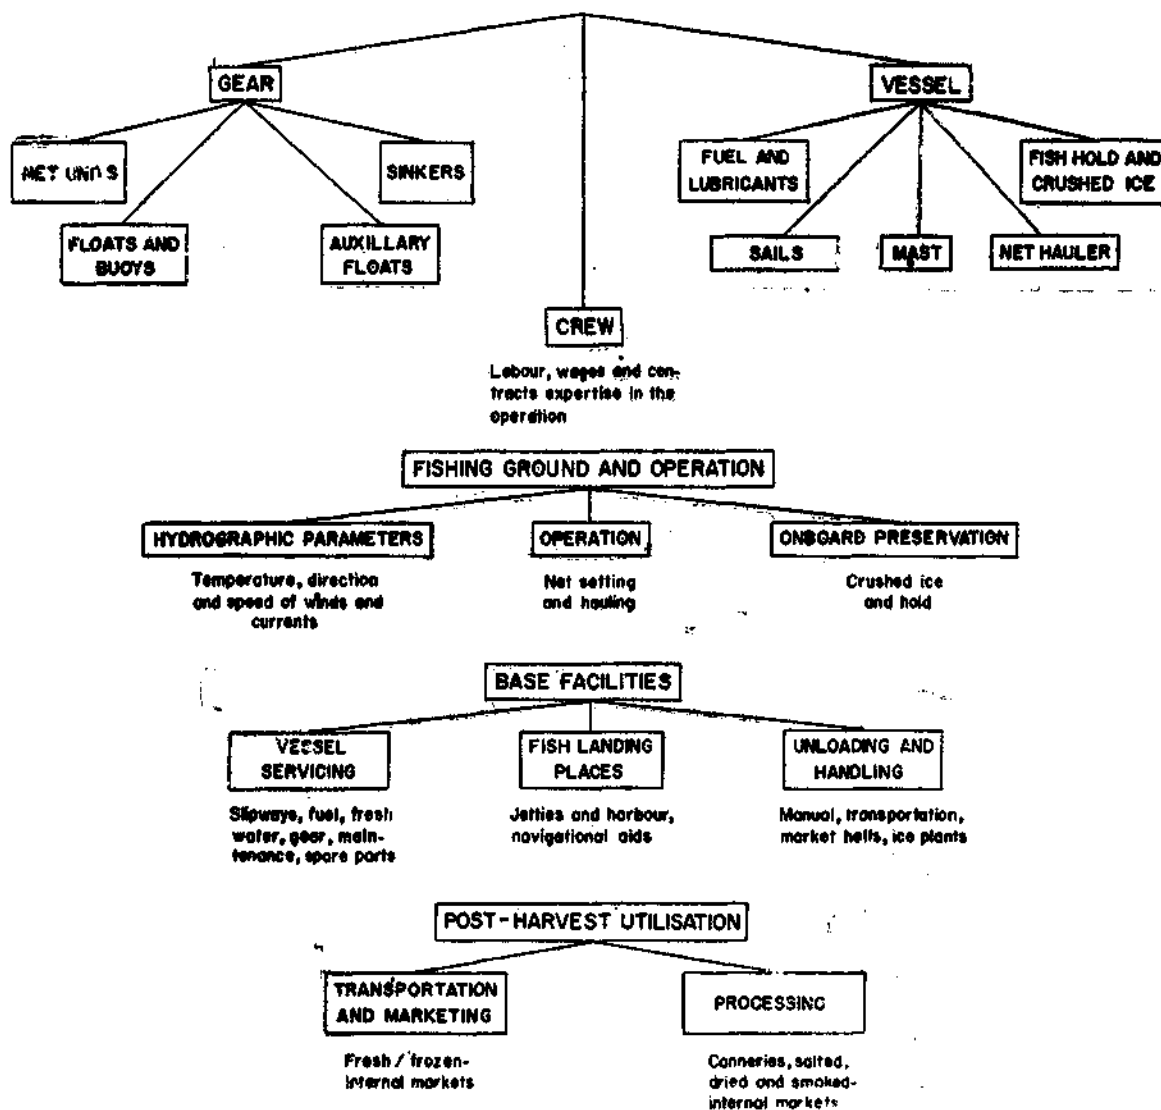 GEAR
VESSEL
NET UNITS
SINKERS
FUEL AND
LUBRICANTS
FISH HOLD AND
CRUSHED ICE
FLOATS AND
BUOYS
AUXILLARY
FLOATS
SAILS
MAST
NET HAULER
CREW
Labour, wages and con-
tracts expertise in the
operation
FISHING GROUND AND OPERATION
HYDROGRAPHIC PARAMETERS
OPERATION
ONBOARD PRESERVATION
Temperature, direction
and speed of winds and
currents
Net setting
and hauling
Crushed ice
and hold
BASE FACILITIES
VESSEL
SERVICING
FISH LANDING
PLACES
UNLOADING AND
HANDLING
Slipways, fuel, fresh
water, gear, main-
tenance, spare parts
Jetties and harbour,
navigational aids
Manual, transportation,
market halls, ice plants
POST-HARVEST UTILISATION
TRANSPORTATION
AND MARKETING
PROCESSING
Fresh / frozen-
internal markets
Canneries, salted,
dried and smoked-
internal markets